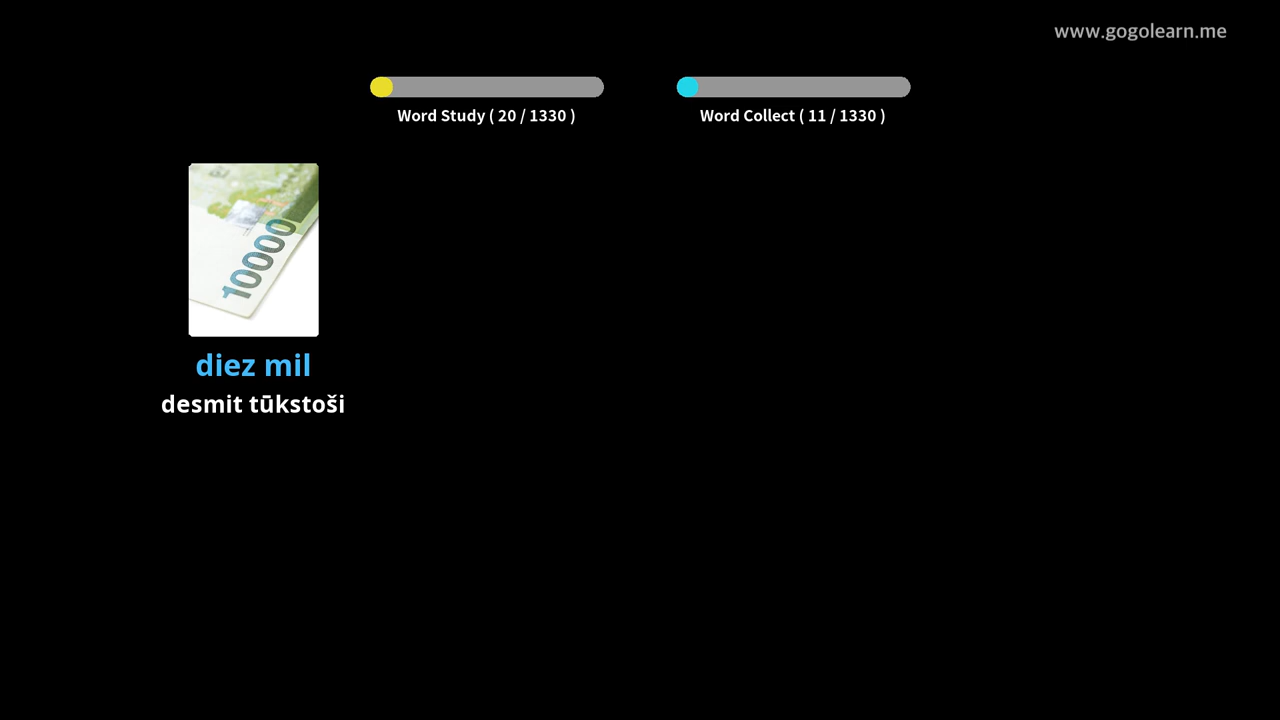 www.gogolearn.me
Word Study ( 20 / 1330 )
Word Collect ( 11 / 1330 )
10000
diez mil
desmit tūkstoši